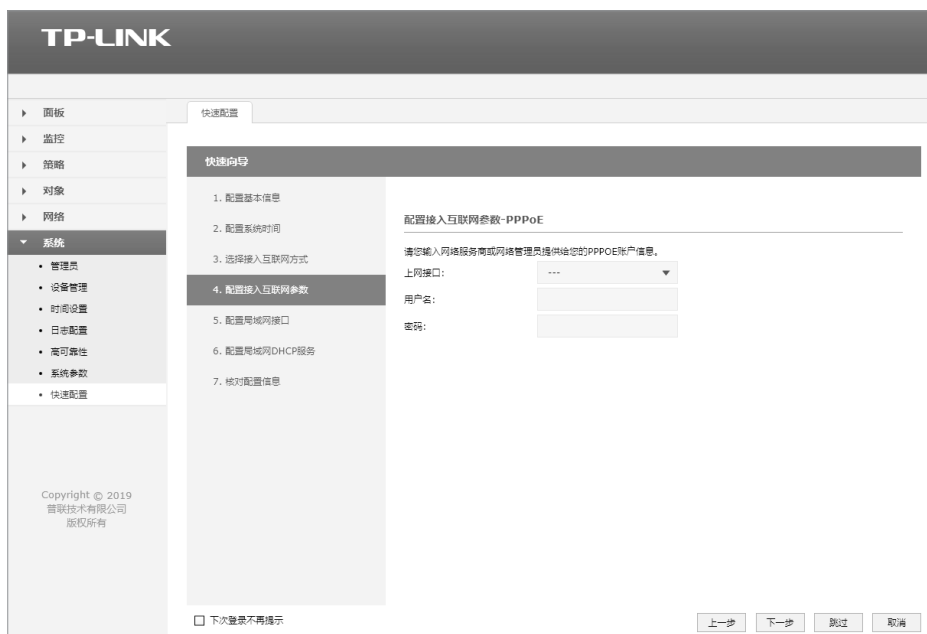 TP-LINK
面板
监控
策略
对象
网络
系统
管理员
设备管理
时间设置
日志配置
高可靠性
系统参数
快速配置
Copyright © 2019
普联技术有限公司
版权所有
快速配置
快速向导
1. 配置基本信息
2. 配置系统时间
3. 选择接入互联网方式
4. 配置接入互联网参数
5. 配置局域网接口
6. 配置局域网DHCP服务
7. 核对配置信息
配置接入互联网参数-PPPoE
请您输入网络服务商或网络管理员提供给您的PPPOE账户信息。
上网接口: ---
用户名:
密码:
下次登录不再提示
上一步 下一步 跳过 取消